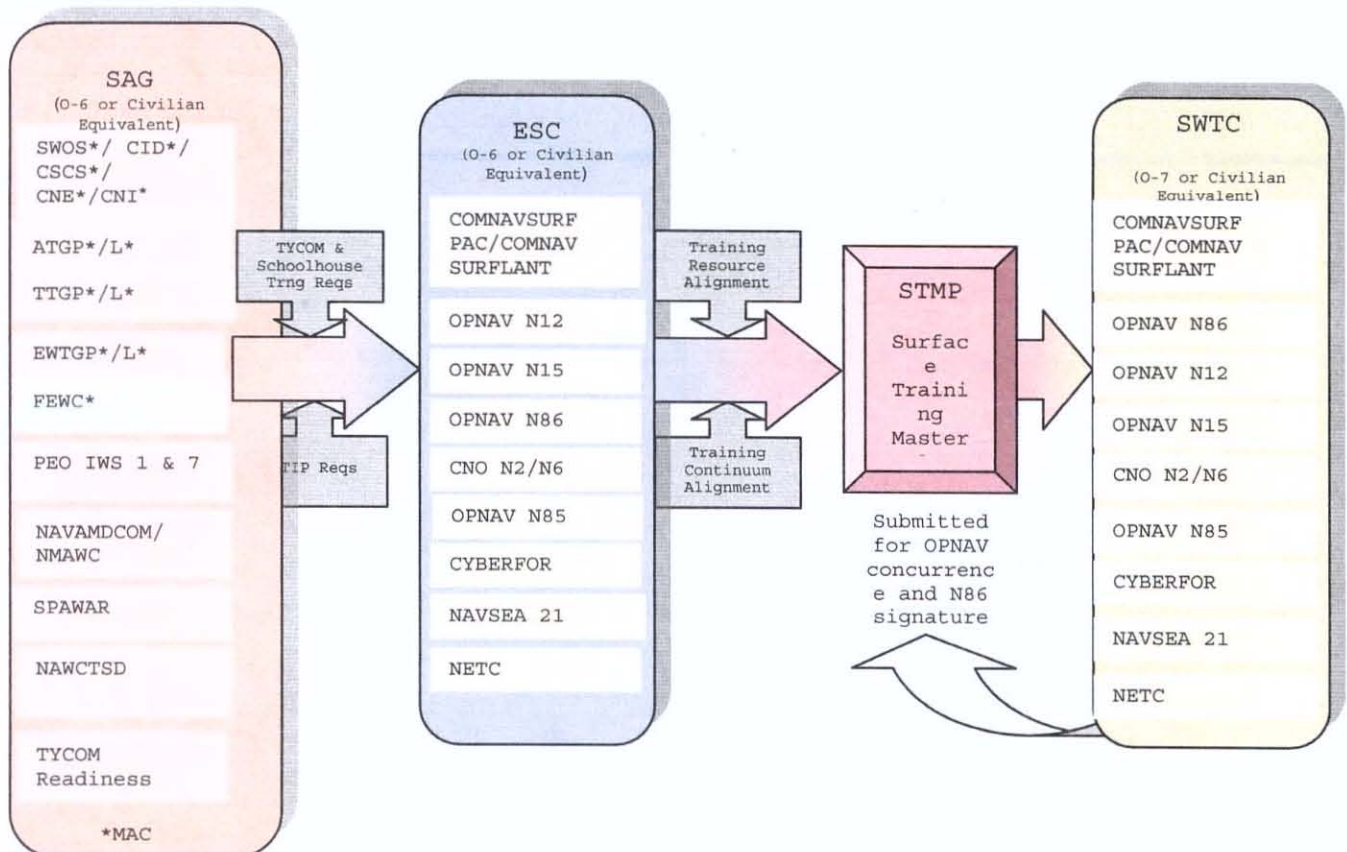 SAG
(O-6 or Civilian
Equivalent)
SWOS*/ CID*/
CSCS*/
CNE*/CNI*
ATGP*/L*
TTGP*/L*
EWTGP*/L*
FEWC*
PEO IWS 1 & 7
NAVAMDCOM/
NMAWC
SPAWAR
NAWCTSD
TYCOM
Readiness
*MAC
TYCOM &
Schoolhouse
Trng Reqs
TIP Reqs
ESC
(O-6 or Civilian
Equivalent)
COMNAVSURF
PAC/COMNAV
SURFLANT
OPNAV N12
OPNAV N15
OPNAV N86
CNO N2/N6
OPNAV N85
CYBERFOR
NAVSEA 21
NETC
Training
Resource
Alignment
Training
Continuum
Alignment
STMP
Surfac
e
Traini
ng
Master
Submitted
for OPNAV
concurrenc
e and N86
signature
SWTC
(O-7 or Civilian
Equivalent)
COMNAVSURF
PAC/COMNAV
SURFLANT
OPNAV N86
OPNAV N12
OPNAV N15
CNO N2/N6
OPNAV N85
CYBERFOR
NAVSEA 21
NETC